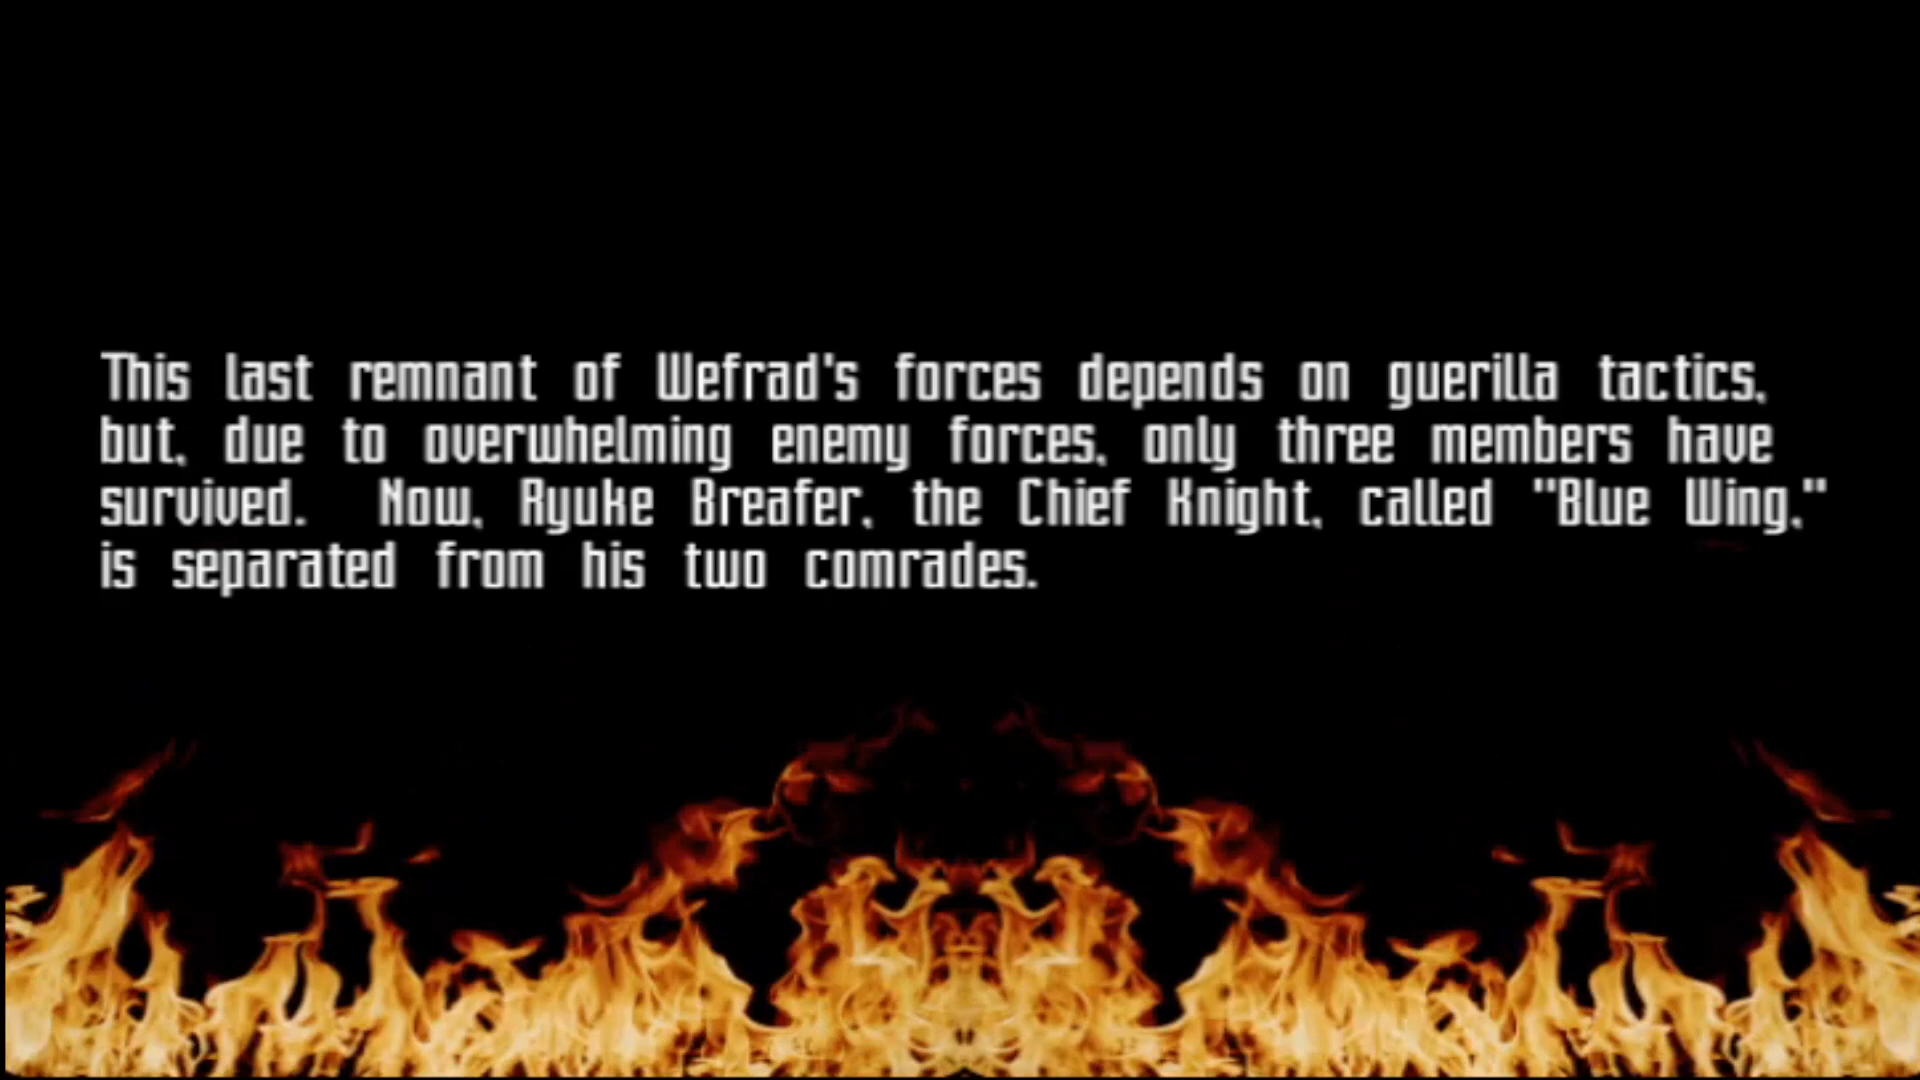 This last remnant of Wefrad's forces depends on guerilla tactics,
but, due to overwhelming enemy forces, only three members have
survived.  Now, Ryuke Breafer, the Chief Knight, called "Blue Wing,"
is separated from his two comrades.